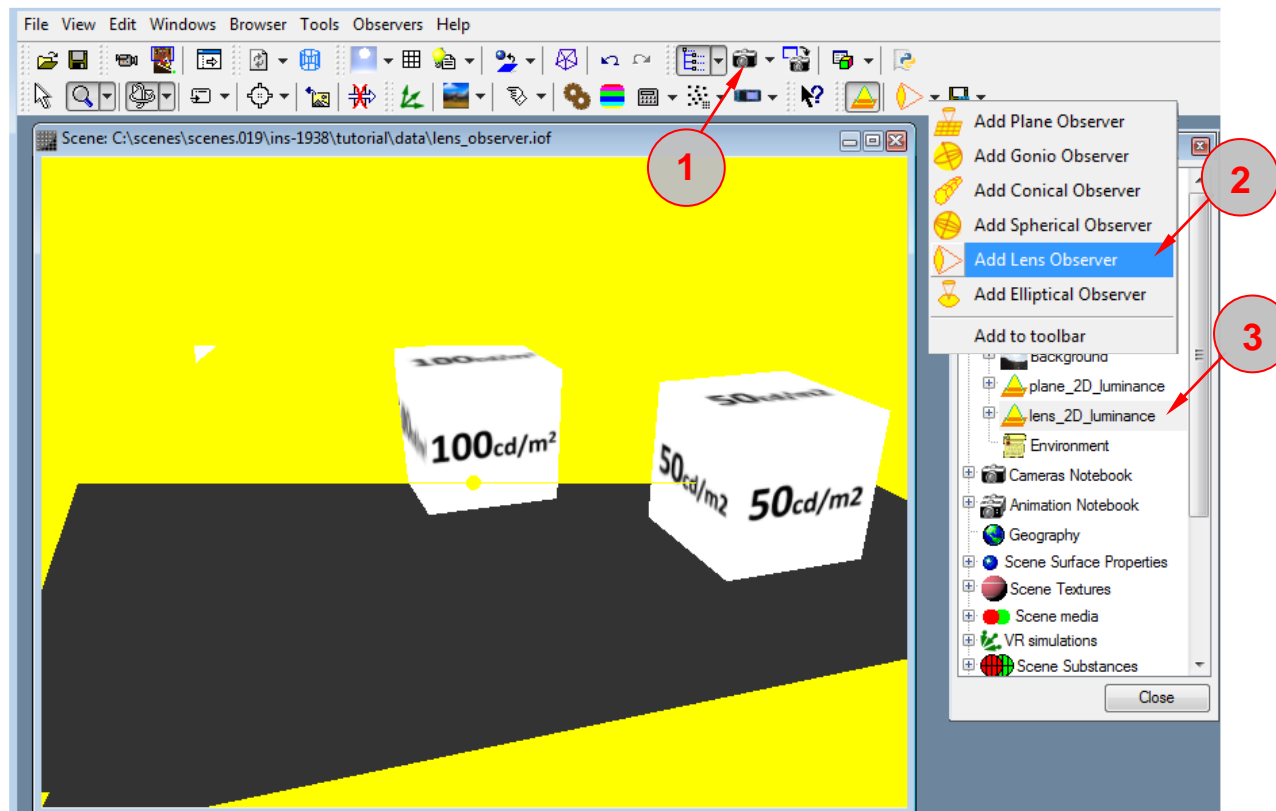 File View Edit Windows Browser Tools Observers Help
Scene: C:\scenes\scenes.019\ins-1938\tutorial\data\lens_observer.iof
1
Add Plane Observer
Add Gonio Observer
Add Conical Observer
2
Add Spherical Observer
Add Lens Observer
Add Elliptical Observer
Add to toolbar
3
Background
plane_2D_luminance
lens_2D_luminance
Environment
Cameras Notebook
Animation Notebook
Geography
Scene Surface Properties
Scene Textures
Scene media
VR simulations
Scene Substances
Close
100cd/m²
100cd/m²
50cd/m2
50cd/m2
50cd/m2